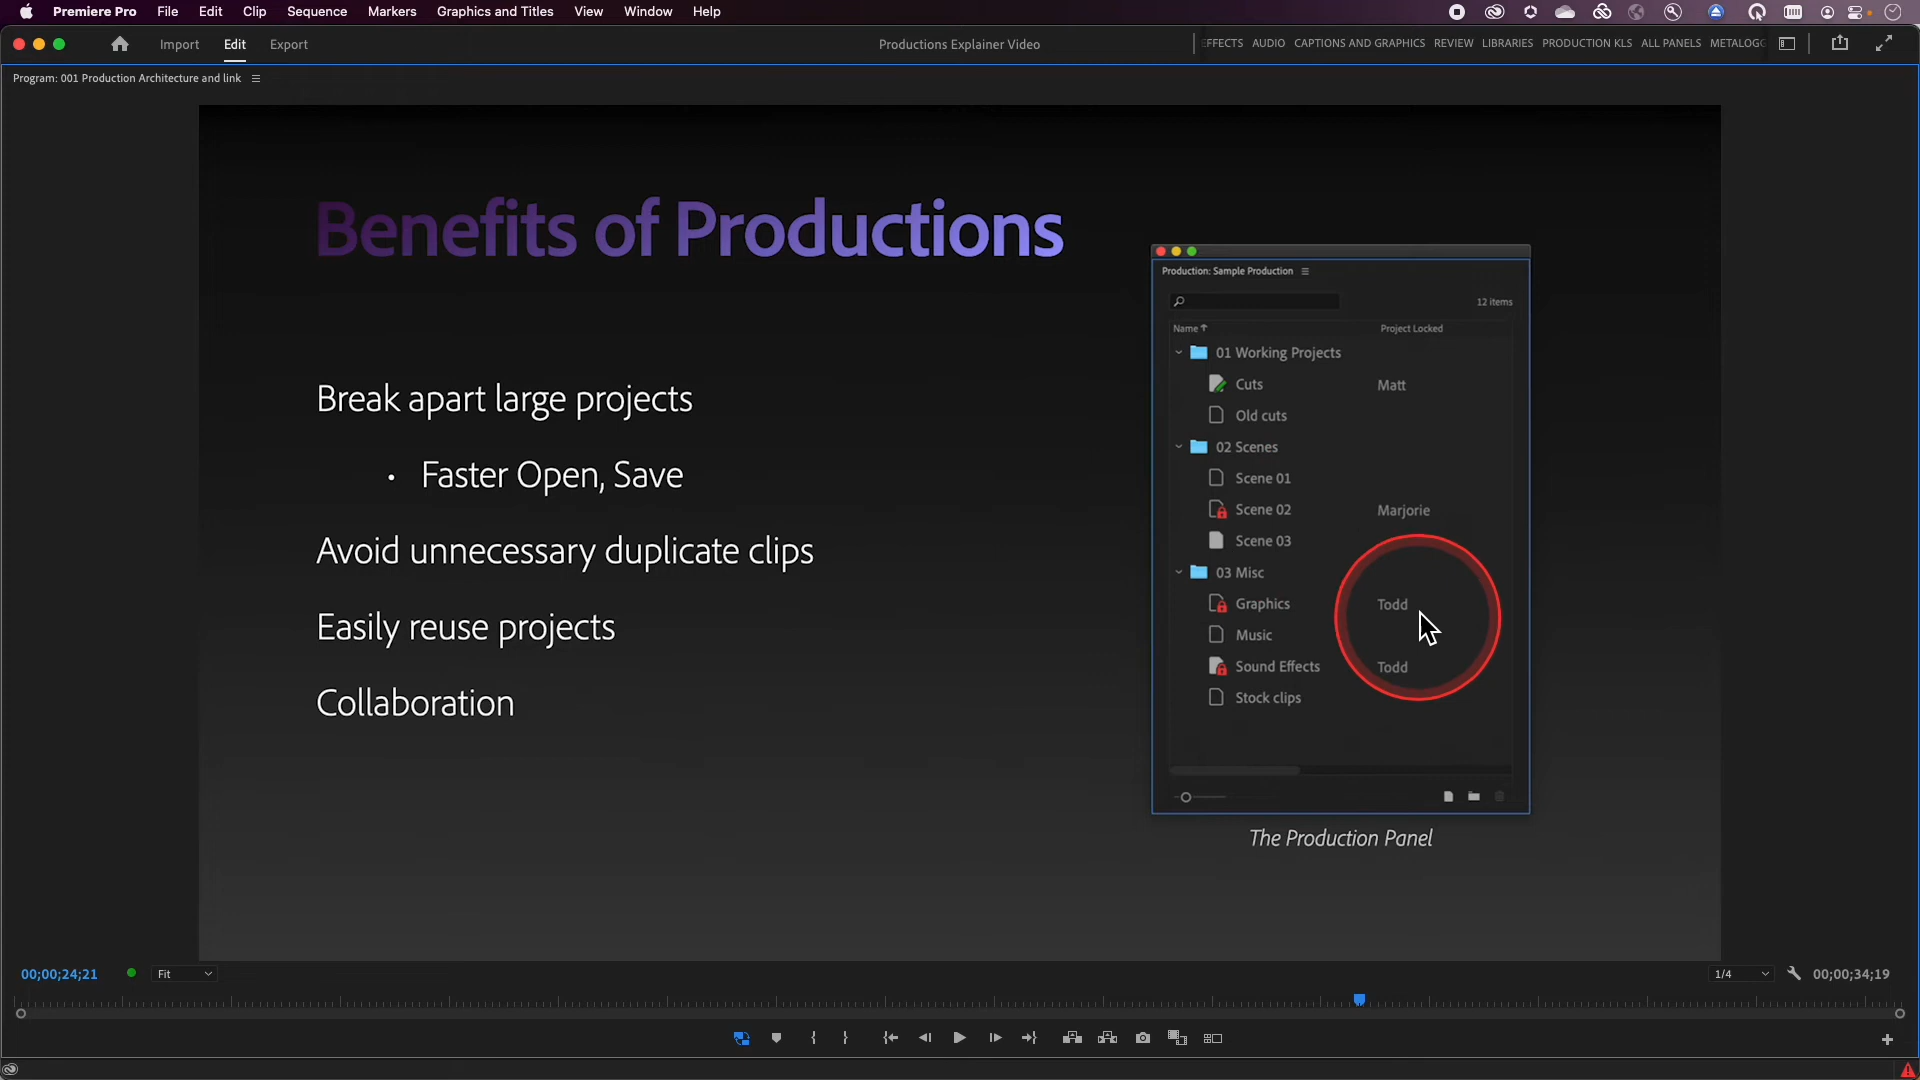 Premiere Pro File Edit Clip Sequence Markers Graphics and Titles View Window Help
Import Edit Export
Productions Explainer Video
EFFECTS AUDIO CAPTIONS AND GRAPHICS REVIEW LIBRARIES PRODUCTION KLS ALL PANELS METALOGG
Program: 001 Production Architecture and link
Benefits of Productions
Break apart large projects
• Faster Open, Save
Avoid unnecessary duplicate clips
Easily reuse projects
Collaboration
Production: Sample Production
12 items
Name Project Locked
01 Working Projects
Cuts Matt
Old cuts
02 Scenes
Scene 01
Scene 02 Marjorie
Scene 03
03 Misc
Graphics Todd
Music
Sound Effects Todd
Stock clips
The Production Panel
00;00;24;21 Fit 1/4 00;00;34;19